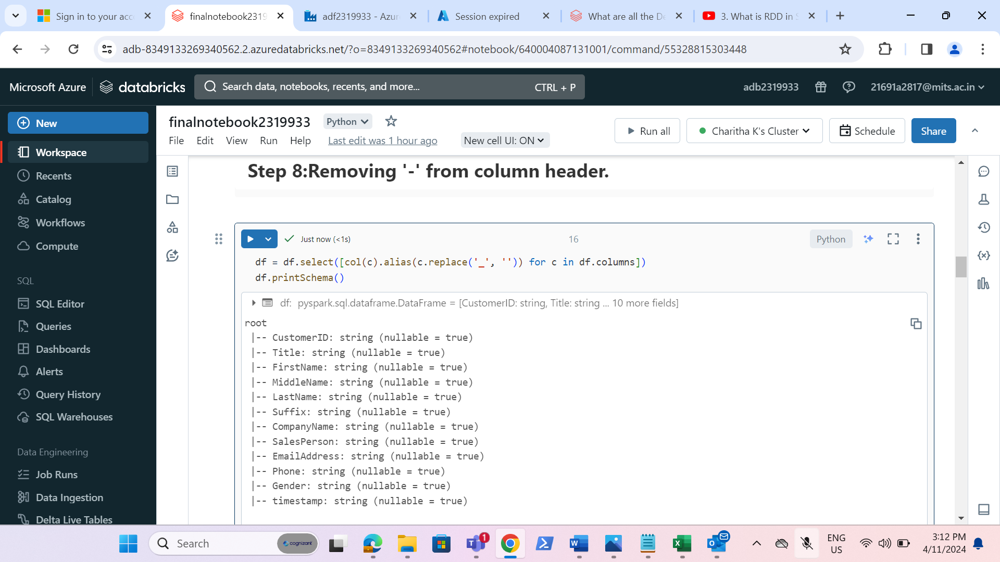 Sign in to your acc
finalnotebook2319
adf2319933 - Azur
Session expired
What are all the De
3. What is RDD in S
adb-8349133269340562.2.azuredatabricks.net/?o=8349133269340562#notebook/640004087131001/command/55328815303448
Microsoft Azure
databricks
Search data, notebooks, recents, and more...
CTRL + P
adb2319933
21691a2817@mits.ac.in
New
Workspace
Recents
Catalog
Workflows
Compute
SQL
SQL Editor
Queries
Dashboards
Alerts
Query History
SQL Warehouses
Data Engineering
Job Runs
Data Ingestion
Delta Live Tables
finalnotebook2319933
Python
File Edit View Run Help
Last edit was 1 hour ago
New cell UI: ON
Run all
Charitha K's Cluster
Schedule
Share
Step 8:Removing '-' from column header.
Just now (<1s)
16
Python
df = df.select([col(c).alias(c.replace('_', '')) for c in df.columns])
df.printSchema()
df: pyspark.sql.dataframe.DataFrame = [CustomerID: string, Title: string ... 10 more fields]
root
|-- CustomerID: string (nullable = true)
|-- Title: string (nullable = true)
|-- FirstName: string (nullable = true)
|-- MiddleName: string (nullable = true)
|-- LastName: string (nullable = true)
|-- Suffix: string (nullable = true)
|-- CompanyName: string (nullable = true)
|-- SalesPerson: string (nullable = true)
|-- EmailAddress: string (nullable = true)
|-- Phone: string (nullable = true)
|-- Gender: string (nullable = true)
|-- timestamp: string (nullable = true)
Search
cognizant
1
ENG
US
3:12 PM
4/11/2024